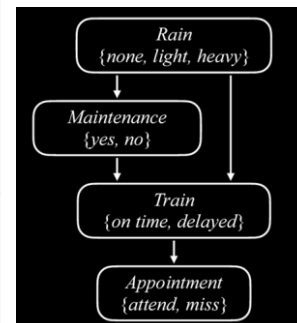 Rain
{none, light, heavy}
Maintenance
{yes, no}
Train
{on time, delayed}
Appointment
{attend, miss}